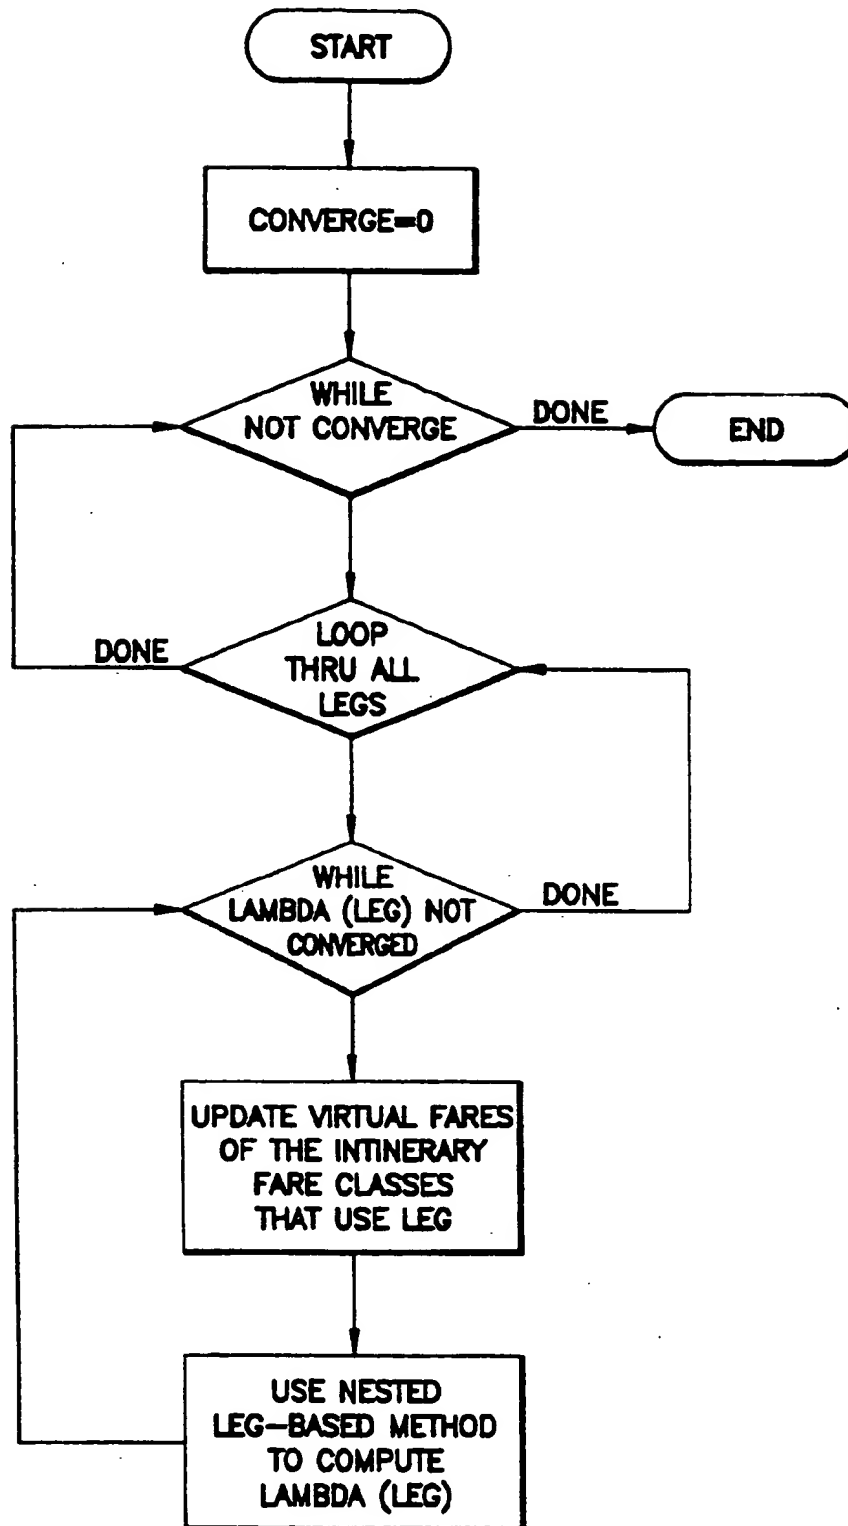 START
CONVERGE=0
WHILE
NOT CONVERGE
DONE
END
LOOP
THRU ALL
LEGS
DONE
WHILE
LAMBDA (LEG) NOT
CONVERGED
DONE
UPDATE VIRTUAL FARES
OF THE INTINERARY
FARE CLASSES
THAT USE LEG
USE NESTED
LEG-BASED METHOD
TO COMPUTE
LAMBDA (LEG)